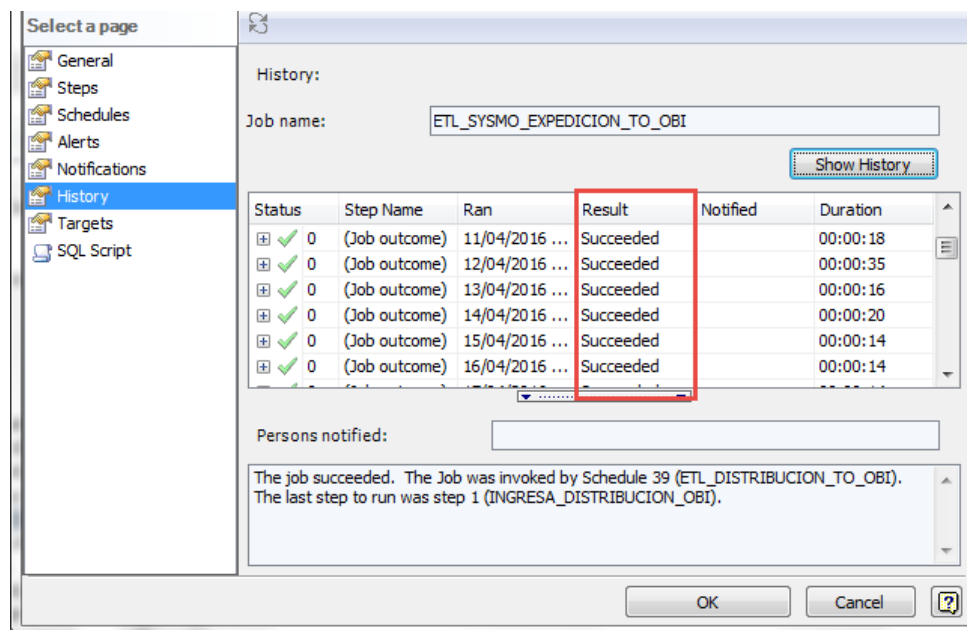 Select a page
General
Steps
Schedules
Alerts
Notifications
History
Targets
SQL Script
History:
Job name: ETL_SYSMO_EXPEDICION_TO_OBI
Show History
Status Step Name Ran Result Notified Duration
0 (Job outcome) 11/04/2016 ... Succeeded 00:00:18
0 (Job outcome) 12/04/2016 ... Succeeded 00:00:35
0 (Job outcome) 13/04/2016 ... Succeeded 00:00:16
0 (Job outcome) 14/04/2016 ... Succeeded 00:00:20
0 (Job outcome) 15/04/2016 ... Succeeded 00:00:14
0 (Job outcome) 16/04/2016 ... Succeeded 00:00:14
Persons notified:
The job succeeded. The Job was invoked by Schedule 39 (ETL_DISTRIBUCION_TO_OBI).
The last step to run was step 1 (INGRESA_DISTRIBUCION_OBI).
OK Cancel